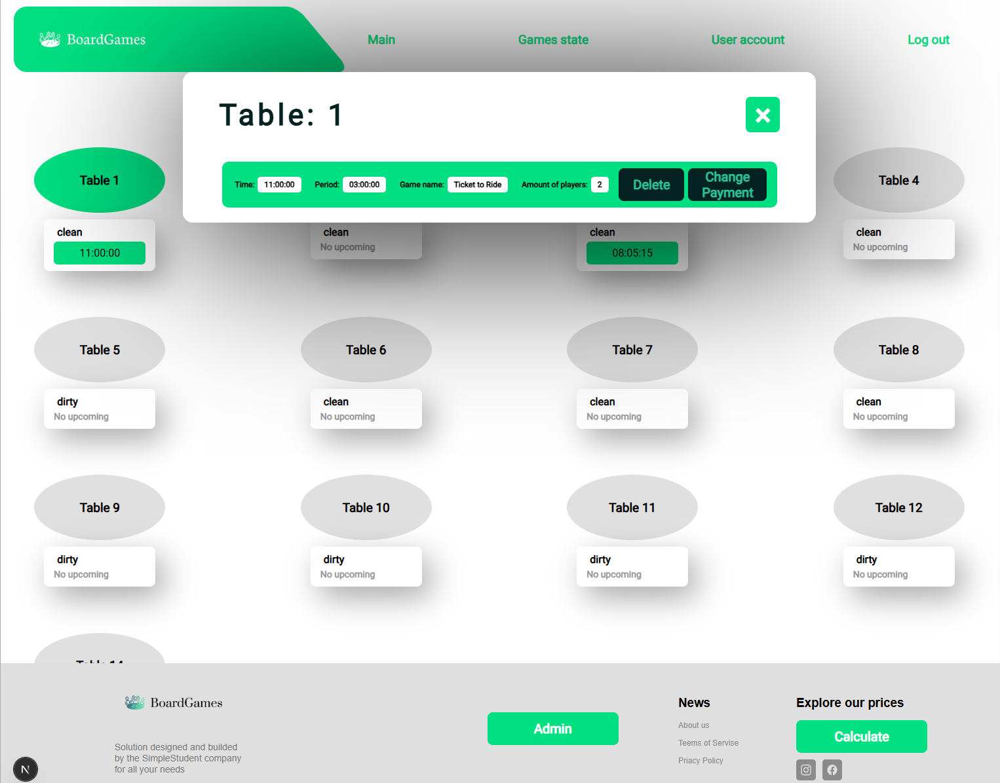 BoardGames
Main
Games state
User account
Log out
Table: 1
Time: 11:00:00 Period: 03:00:00 Game name: Ticket to Ride Amount of players: 2
Delete
Change
Payment
Table 1
Table 4
clean
11:00:00
clean
No upcoming
clean
08:05:15
clean
No upcoming
Table 5
Table 6
Table 7
Table 8
dirty
No upcoming
clean
No upcoming
clean
No upcoming
clean
No upcoming
Table 9
Table 10
Table 11
Table 12
dirty
No upcoming
dirty
No upcoming
dirty
No upcoming
dirty
No upcoming
Table 14
BoardGames
Solution designed and builded
by the SimpleStudent company
for all your needs
Admin
News
About us
Teems of Servise
Priacy Policy
Explore our prices
Calculate
N